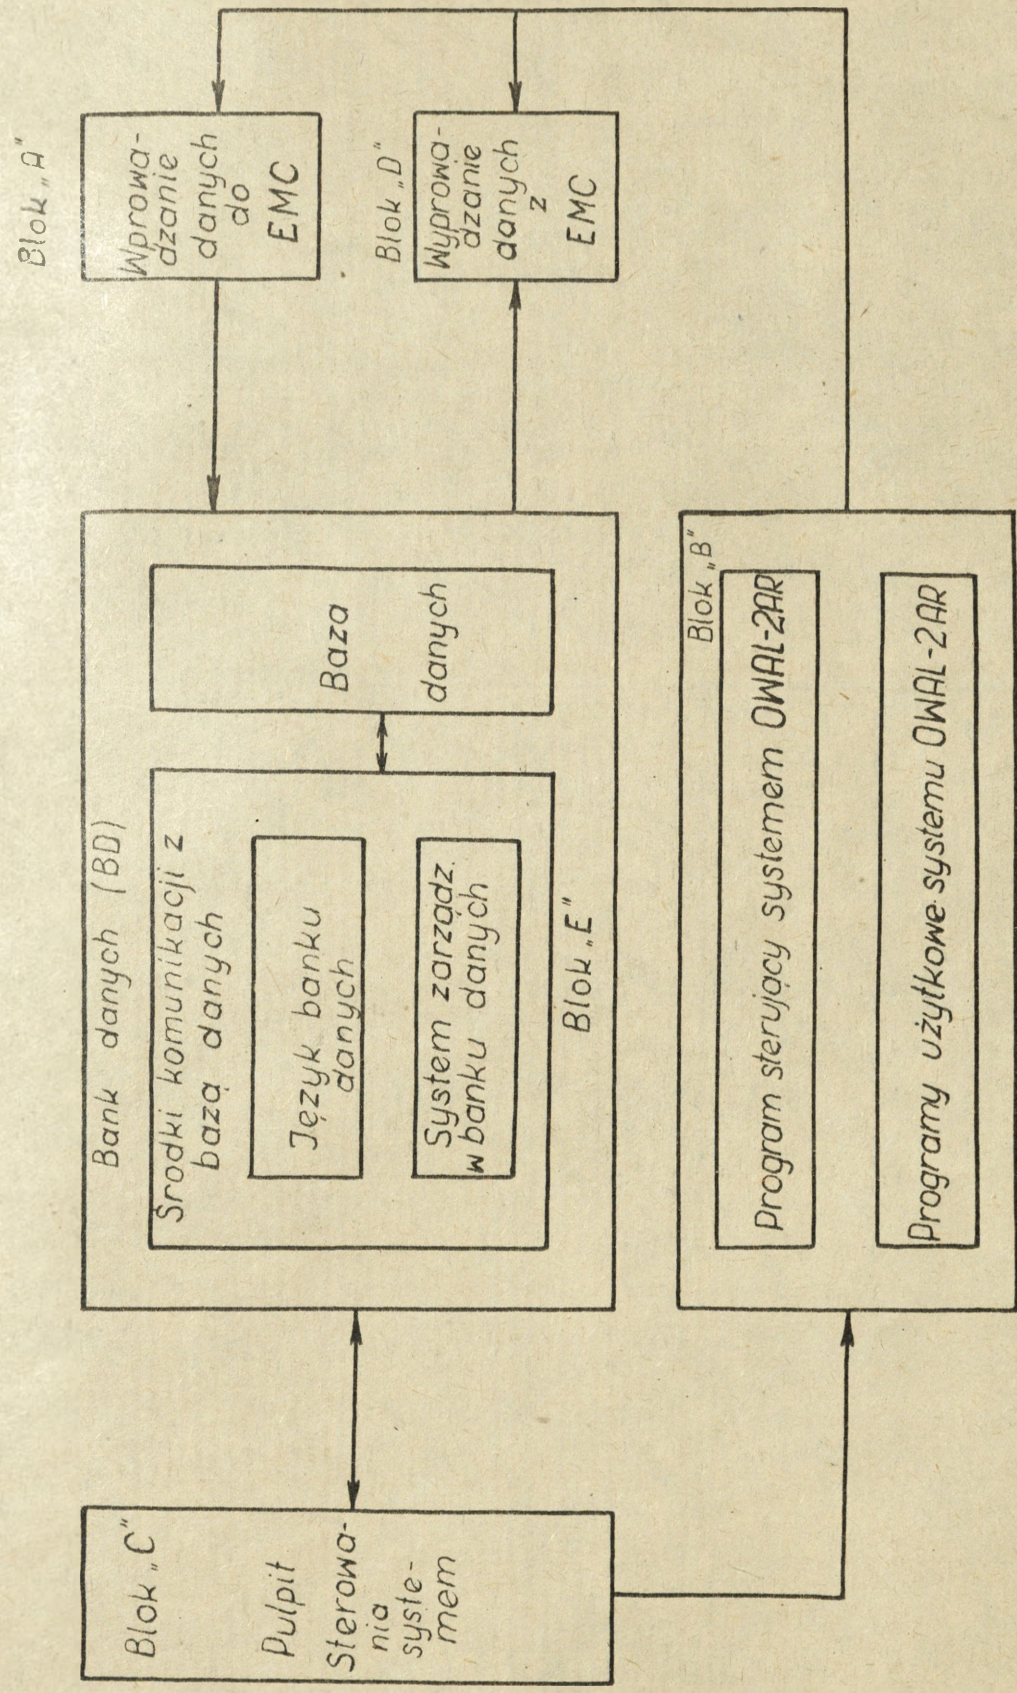 Blok „C”
Pulpit
Sterowa-
nia
syste-
mem
Bank danych (BD)
Środki komunikacji z
bazą danych
Język banku
danych
System zarządz.
w banku danych
Baza
danych
Blok „E”
Blok „A”
Wprowa-
dzanie
danych
do
EMC
Blok „D”
Wyprowa-
dzanie
danych
z
EMC
Blok „B”
Program sterujący systemem OWAL-2AR
Programy użytkowe systemu OWAL-2AR